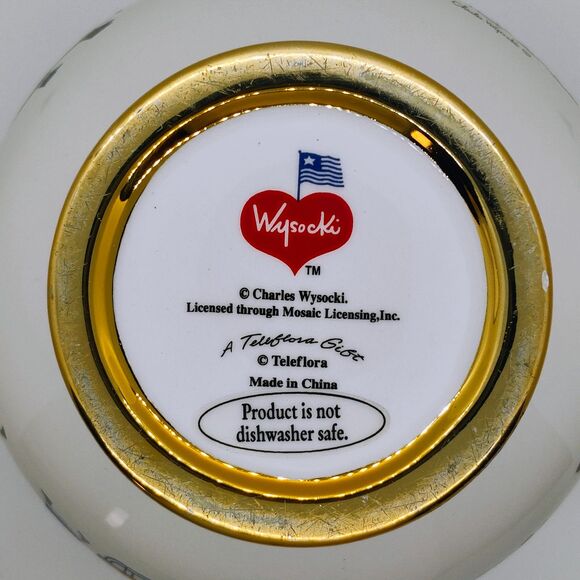 Wysocki
TM
© Charles Wysocki.
Licensed through Mosaic Licensing,Inc.
A Teleflora Gift
© Teleflora
Made in China
Product is not
dishwasher safe.